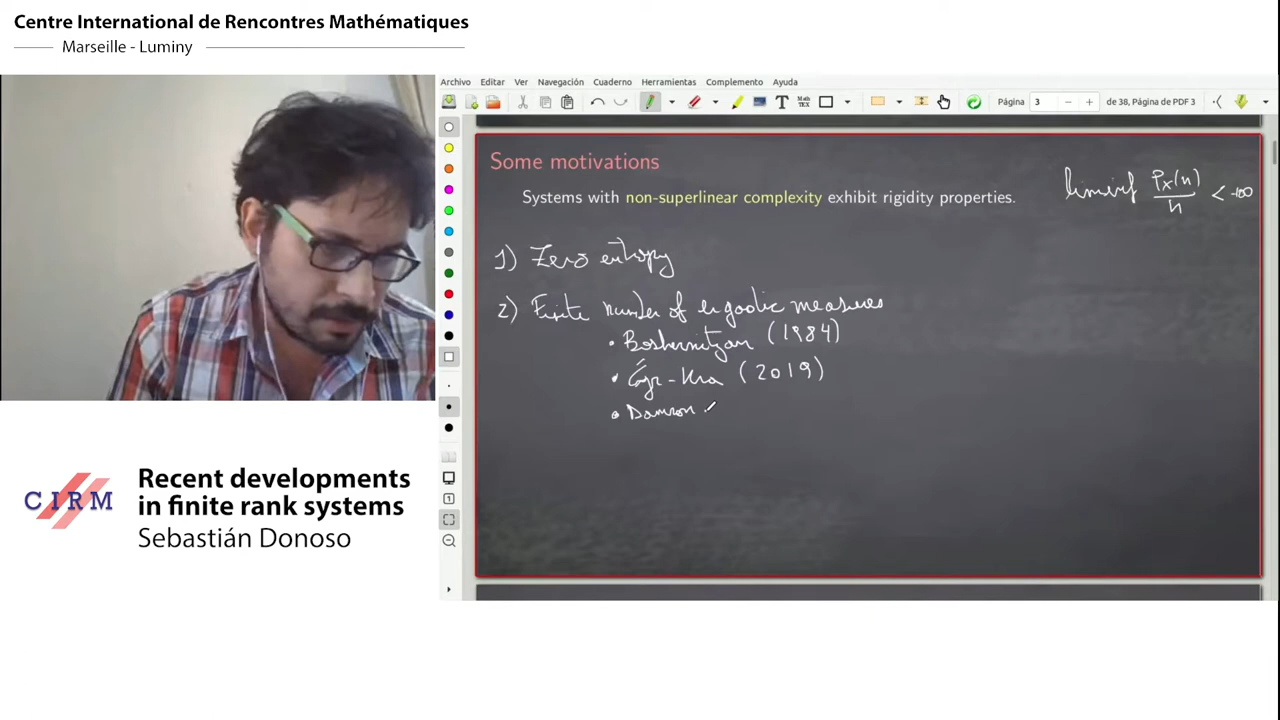 Centre International de Rencontres Mathématiques
Marseille - Luminy
Archivo Editar Ver Navegación Cuaderno Herramientas Complemento Ayuda
Página 3 de 38, Página de PDF 3
Some motivations
Systems with non-superlinear complexity exhibit rigidity properties.
liminf P_X(n) / n < +∞
1) Zero entropy
2) Finite number of ergodic measures
• Boshernitzan (1984)
• Cyr-Kra (2019)
• Damron
CIRM
Recent developments
in finite rank systems
Sebastián Donoso